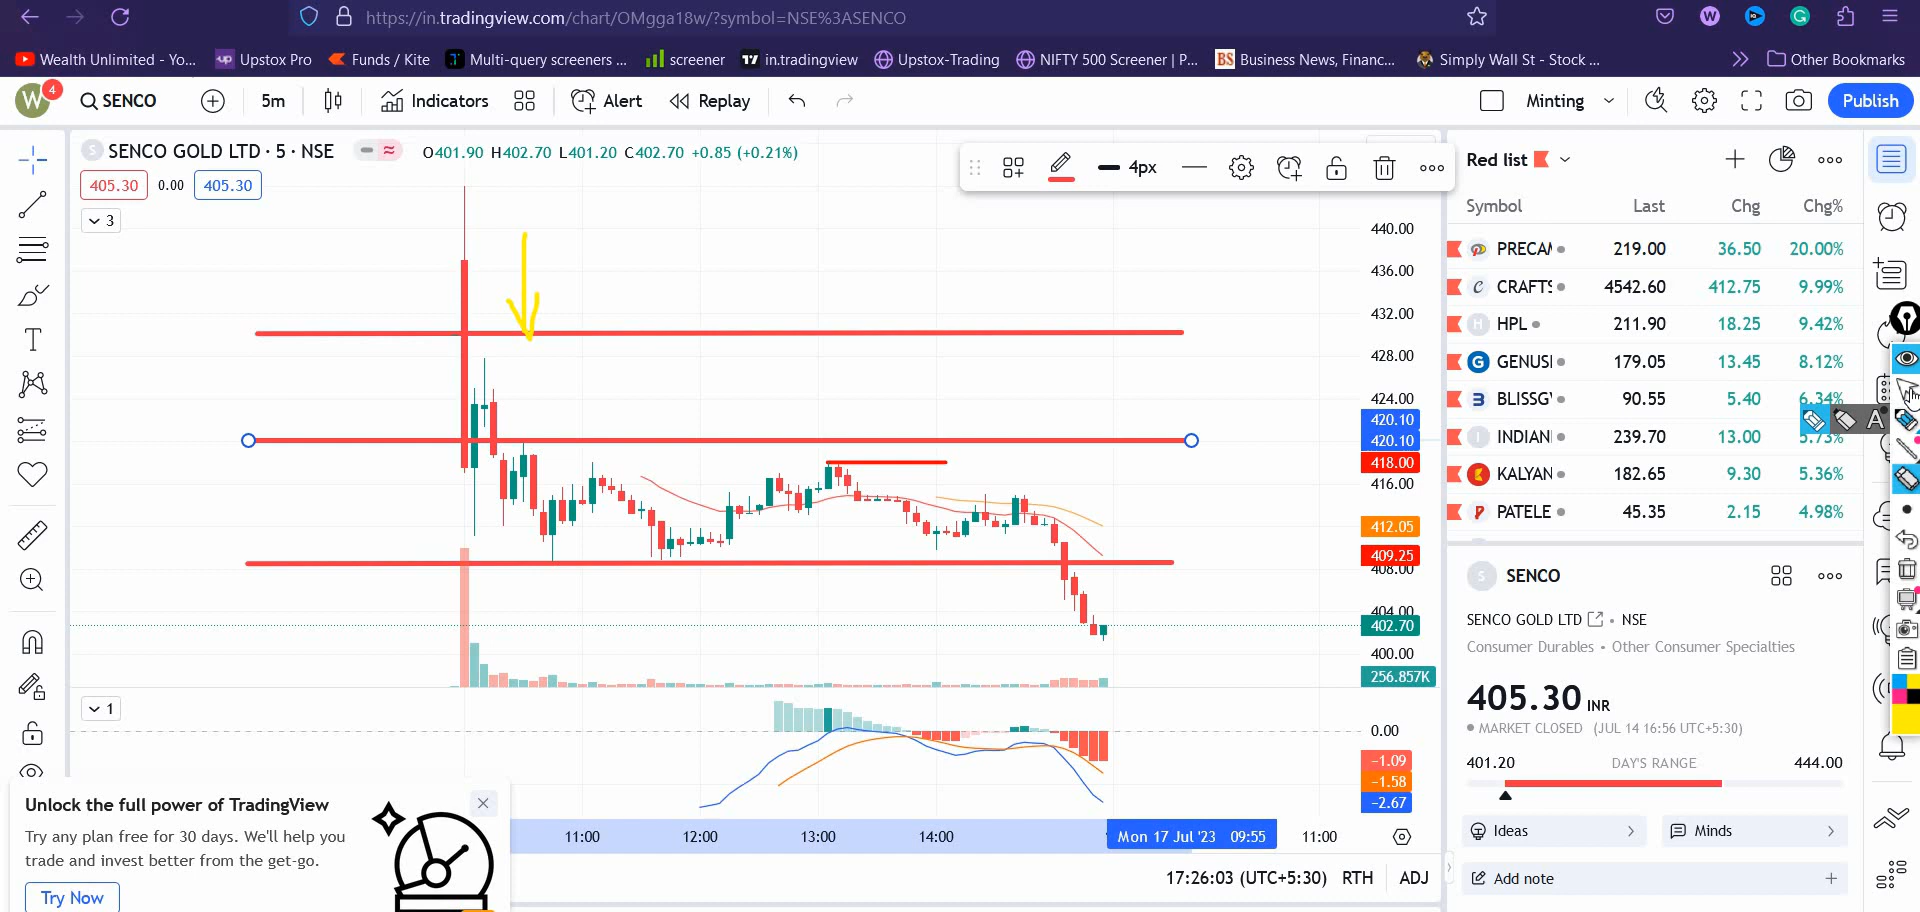 https://in.tradingview.com/chart/OMgga18w/?symbol=NSE%3ASENCO
Wealth Unlimited - Yo...
Upstox Pro
Funds / Kite
Multi-query screeners ...
screener
in.tradingview
Upstox-Trading
NIFTY 500 Screener | P...
BS Business News, Financ...
Simply Wall St - Stock ...
Other Bookmarks
W 4
SENCO
5m
Indicators
Alert
Replay
Minting
Publish
S SENCO GOLD LTD · 5 · NSE
O401.90 H402.70 L401.20 C402.70 +0.85 (+0.21%)
405.30 0.00 405.30
3
4px
440.00
436.00
432.00
428.00
424.00
420.10
420.10
418.00
416.00
412.05
409.25
408.00
404.00
402.70
400.00
256.857K
1
0.00
−1.09
−1.58
−2.67
11:00
12:00
13:00
14:00
Mon 17 Jul '23 09:55
11:00
17:26:03 (UTC+5:30) RTH ADJ
Unlock the full power of TradingView
Try any plan free for 30 days. We'll help you
trade and invest better from the get-go.
Try Now
Red list
Symbol Last Chg Chg%
219.00 36.50 20.00%
CRAFTS 4542.60 412.75 9.99%
HPL 211.90 18.25 9.42%
GENUSI 179.05 13.45 8.12%
90.55 5.40 6.34%
INDIANI 239.70 13.00 5.73%
KALYAN 182.65 9.30 5.36%
PATELE 45.35 2.15 4.98%
S SENCO
SENCO GOLD LTD • NSE
Consumer Durables • Other Consumer Specialties
405.30 INR
MARKET CLOSED (JUL 14 16:56 UTC+5:30)
401.20 DAY'S RANGE 444.00
Ideas
Minds
Add note